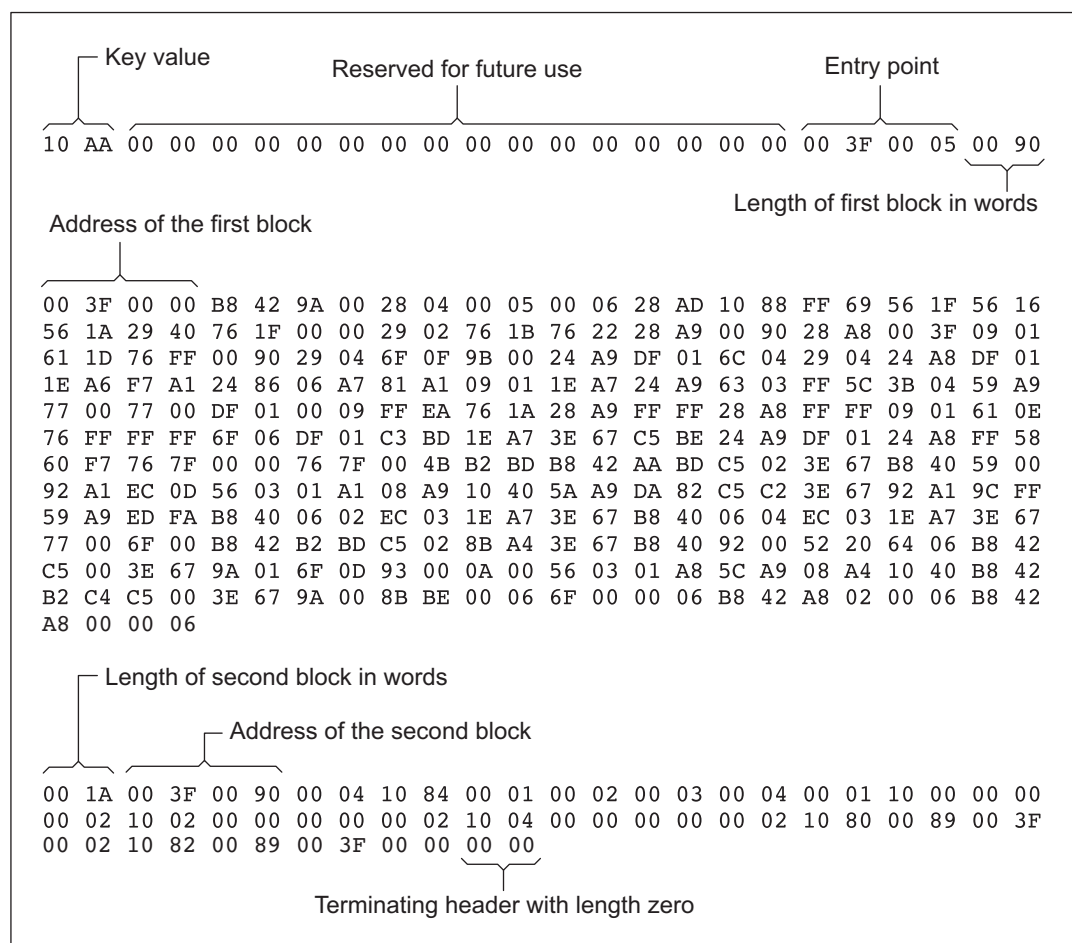 Key value
Reserved for future use
Entry point
10 AA 00 00 00 00 00 00 00 00 00 00 00 00 00 00 00 00 00 3F 00 05 00 90
Length of first block in words
Address of the first block
00 3F 00 00 B8 42 9A 00 28 04 00 05 00 06 28 AD 10 88 FF 69 56 1F 56 16
56 1A 29 40 76 1F 00 00 29 02 76 1B 76 22 28 A9 00 90 28 A8 00 3F 09 01
61 1D 76 FF 00 90 29 04 6F 0F 9B 00 24 A9 DF 01 6C 04 29 04 24 A8 DF 01
1E A6 F7 A1 24 86 06 A7 81 A1 09 01 1E A7 24 A9 63 03 FF 5C 3B 04 59 A9
77 00 77 00 DF 01 00 09 FF EA 76 1A 28 A9 FF FF 28 A8 FF FF 09 01 61 0E
76 FF FF FF 6F 06 DF 01 C3 BD 1E A7 3E 67 C5 BE 24 A9 DF 01 24 A8 FF 58
60 F7 76 7F 00 00 76 7F 00 4B B2 BD B8 42 AA BD C5 02 3E 67 B8 40 59 00
92 A1 EC 0D 56 03 01 A1 08 A9 10 40 5A A9 DA 82 C5 C2 3E 67 92 A1 9C FF
59 A9 ED FA B8 40 06 02 EC 03 1E A7 3E 67 B8 40 06 04 EC 03 1E A7 3E 67
77 00 6F 00 B8 42 B2 BD C5 02 8B A4 3E 67 B8 40 92 00 52 20 64 06 B8 42
C5 00 3E 67 9A 01 6F 0D 93 00 0A 00 56 03 01 A8 5C A9 08 A4 10 40 B8 42
B2 C4 C5 00 3E 67 9A 00 8B BE 00 06 6F 00 00 06 B8 42 A8 02 00 06 B8 42
A8 00 00 06
Length of second block in words
Address of the second block
00 1A 00 3F 00 90 00 04 10 84 00 01 00 02 00 03 00 04 00 01 10 00 00 00
00 02 10 02 00 00 00 00 00 02 10 04 00 00 00 00 00 02 10 80 00 89 00 3F
00 02 10 82 00 89 00 3F 00 00 00 00
Terminating header with length zero